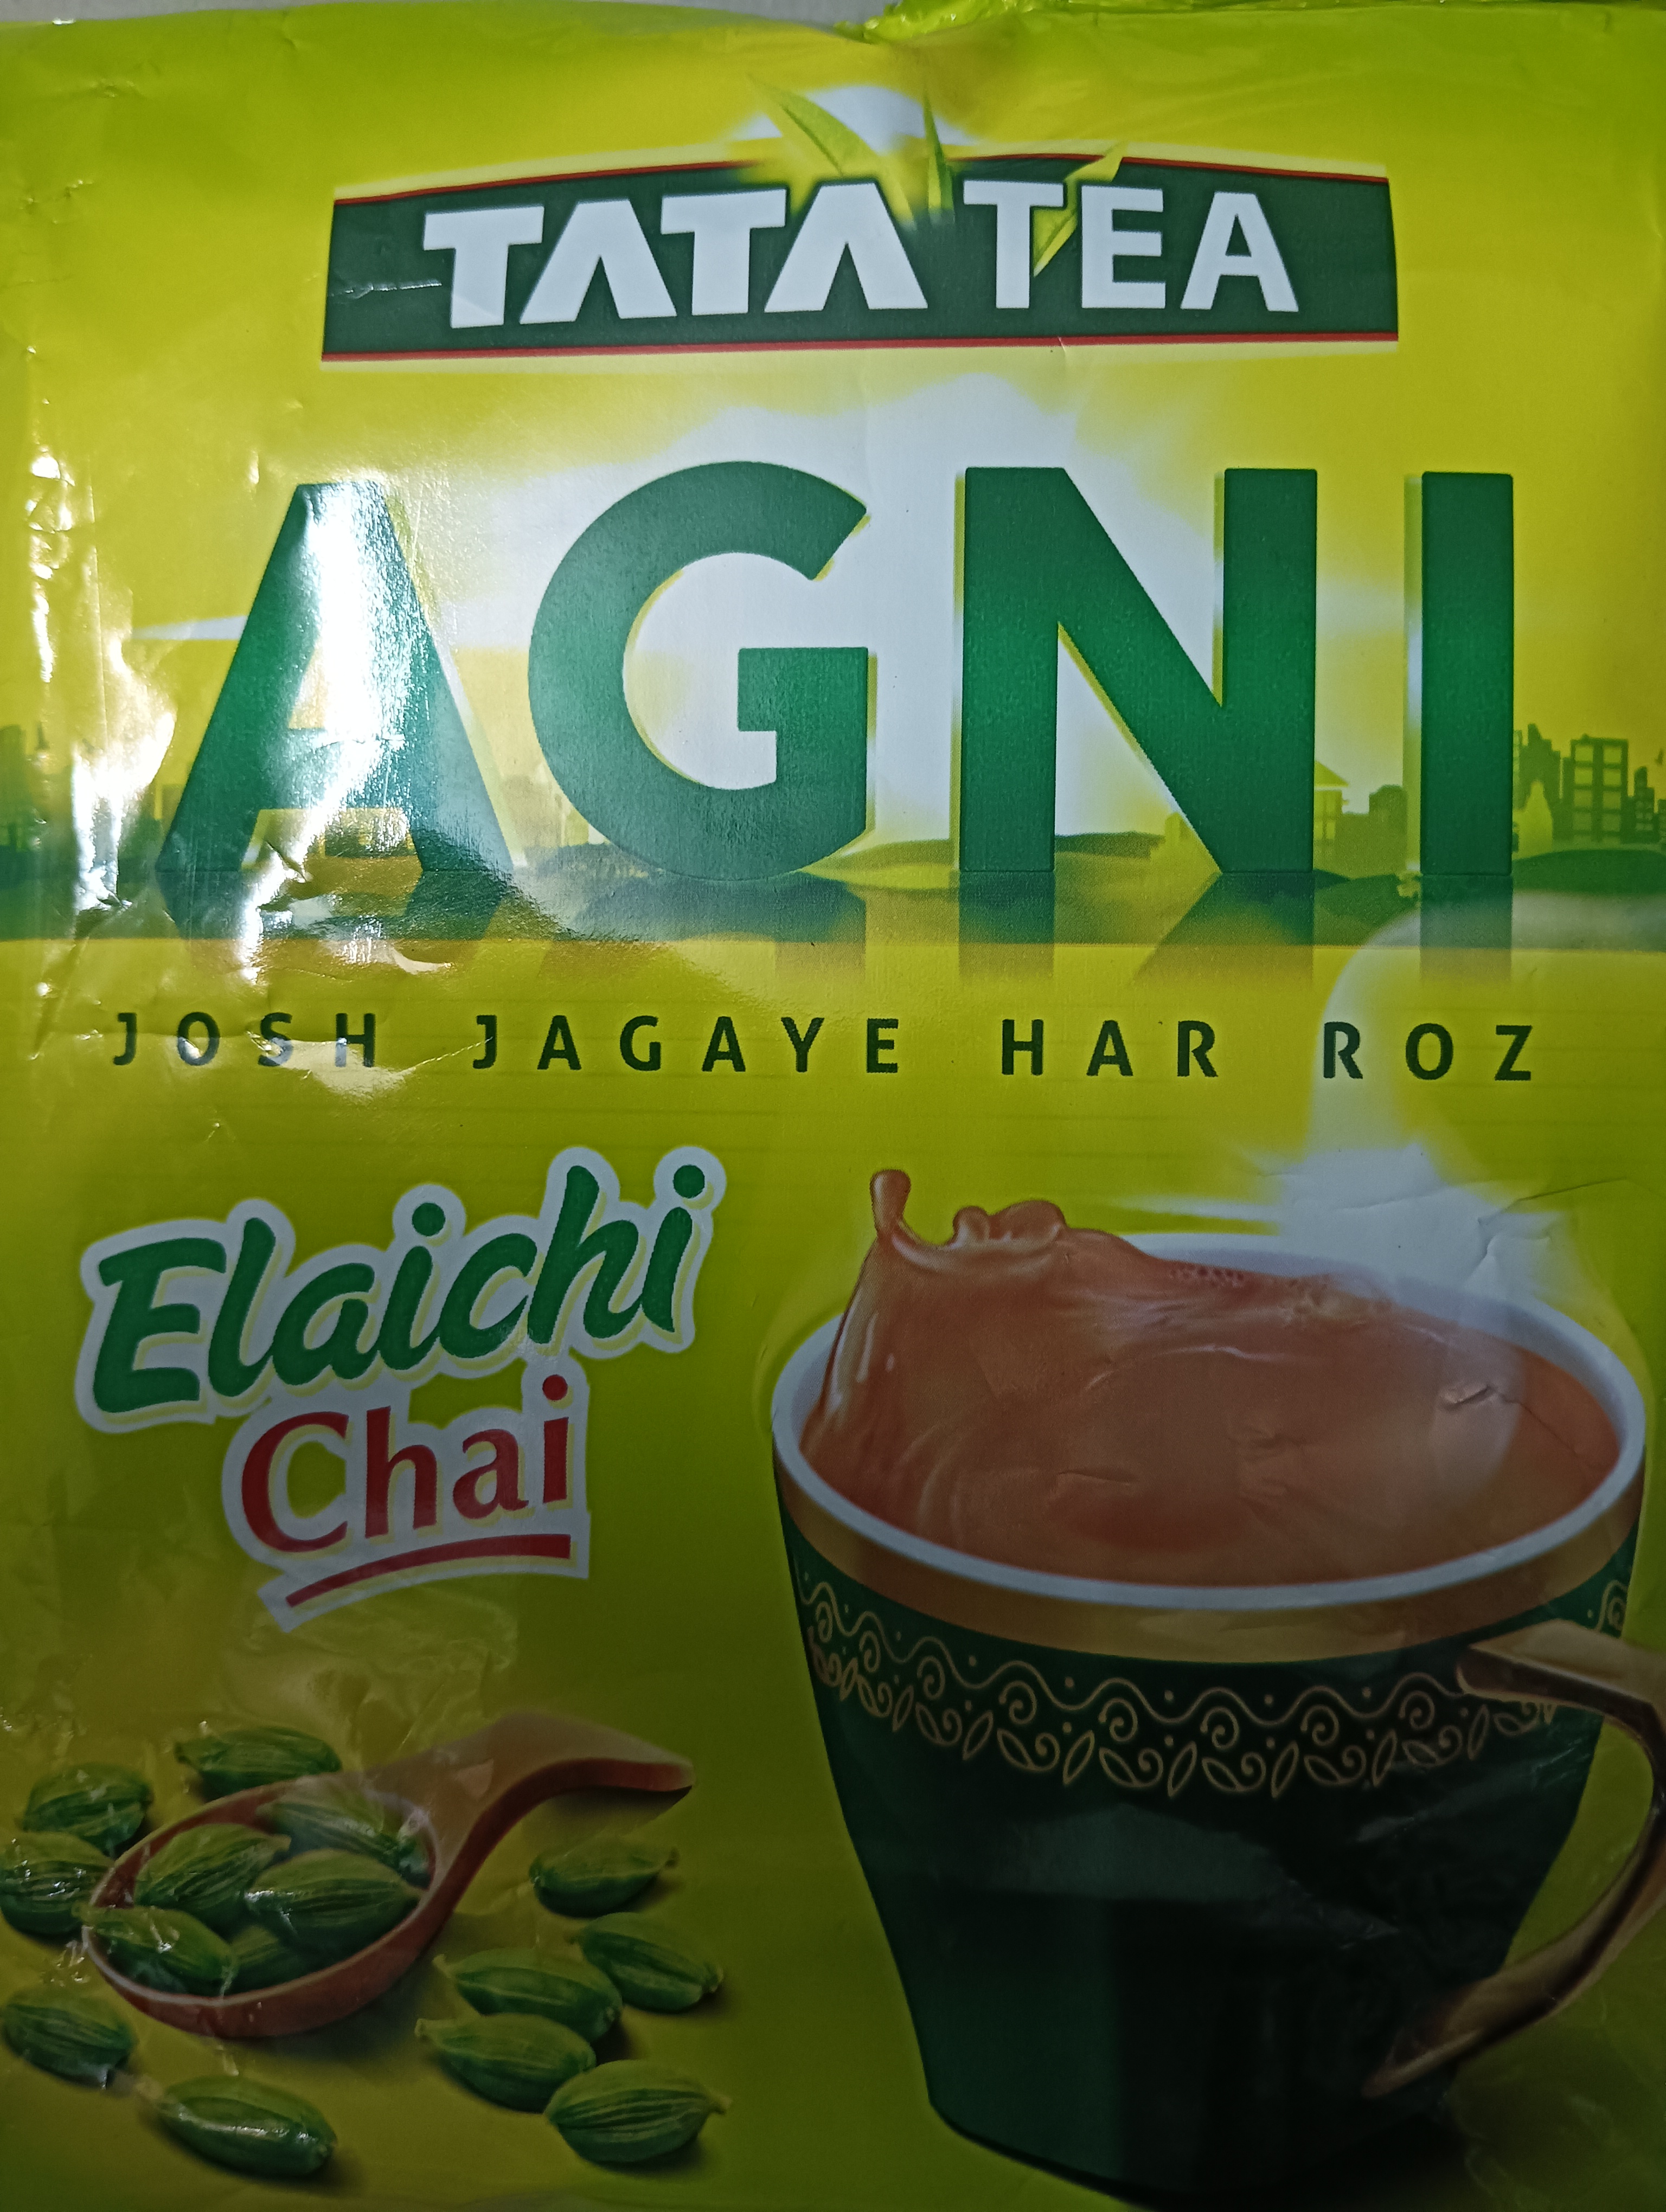 TATA TEA
AGNI
JOSH JAGAYE HAR ROZ
Elaichi
Chai